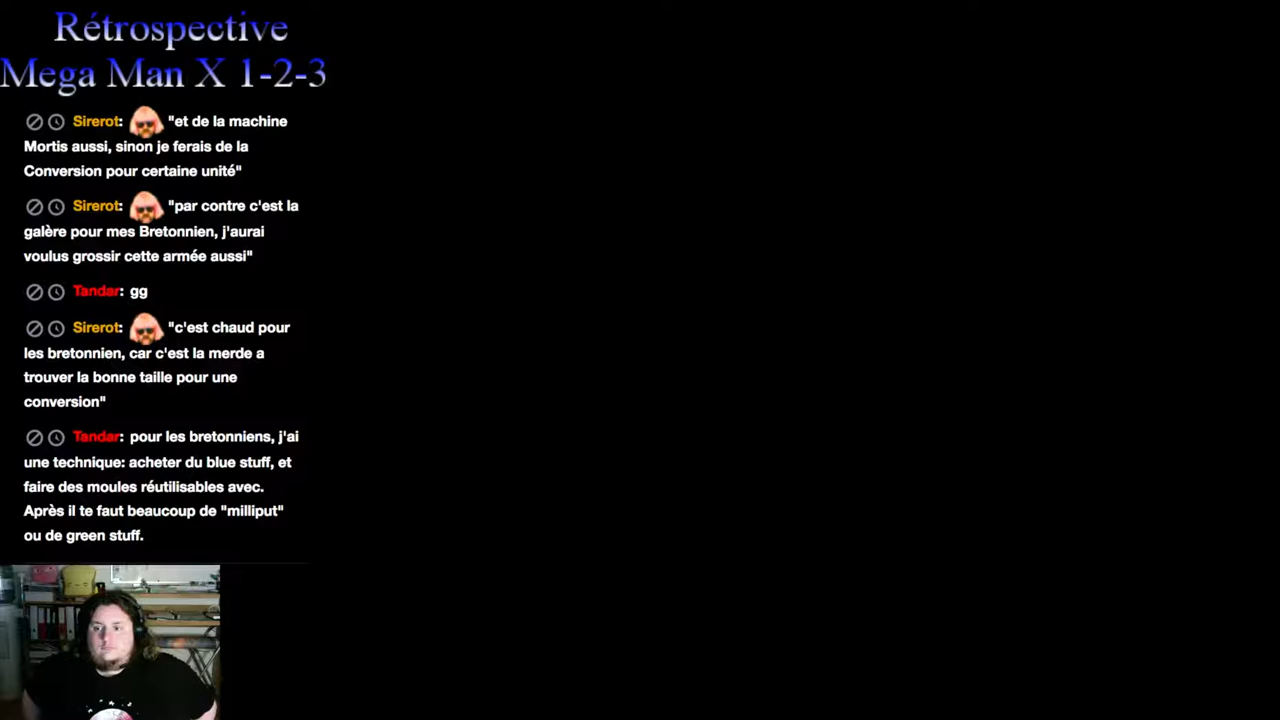 Rétrospective
Mega Man X 1-2-3
Sirerot: "et de la machine
Mortis aussi, sinon je ferais de la
Conversion pour certaine unité"
Sirerot: "par contre c'est la
galère pour mes Bretonnien, j'aurai
voulus grossir cette armée aussi"
Tandar: gg
Sirerot: "c'est chaud pour
les bretonnien, car c'est la merde a
trouver la bonne taille pour une
conversion"
Tandar: pour les bretonniens, j'ai
une technique: acheter du blue stuff, et
faire des moules réutilisables avec.
Après il te faut beaucoup de "milliput"
ou de green stuff.